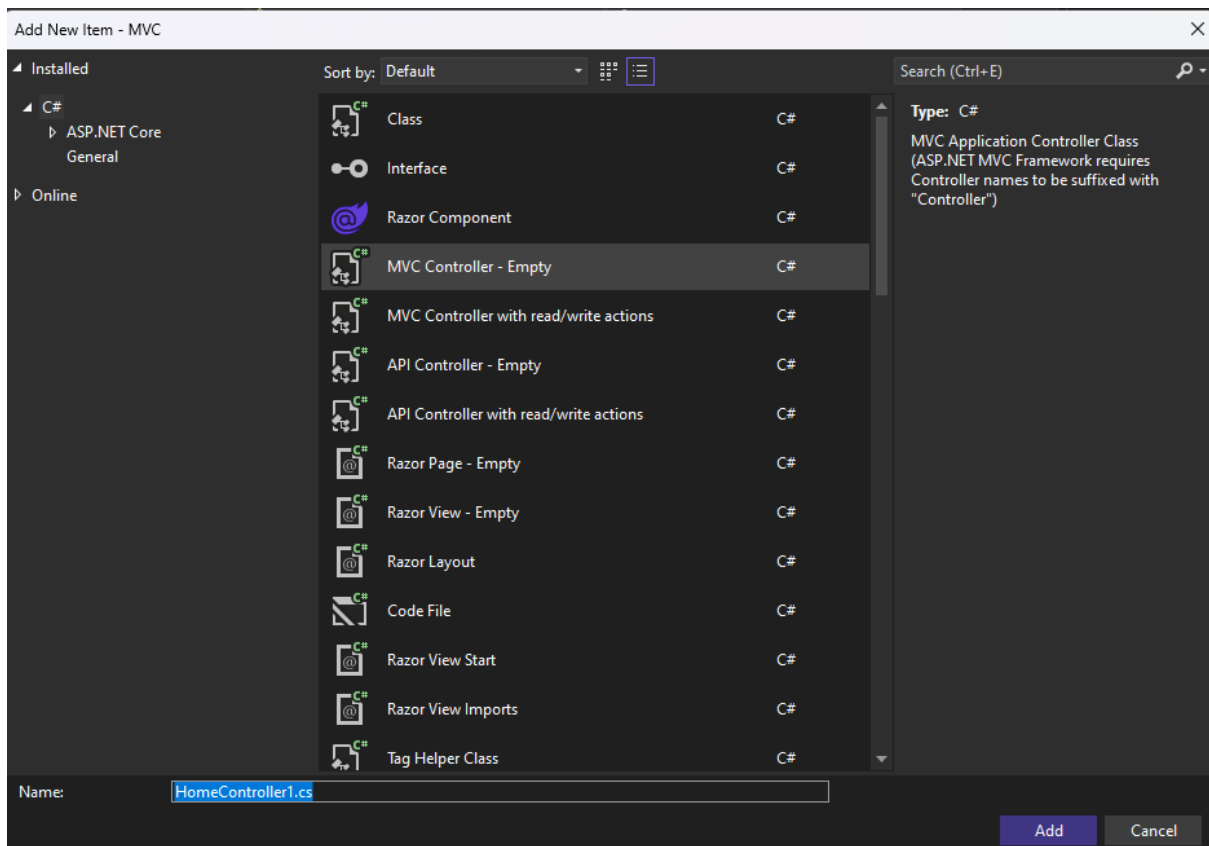 Add New Item - MVC
Installed
C#
ASP.NET Core
General
Online
Sort by: Default
Search (Ctrl+E)
Class C#
Interface C#
Razor Component C#
MVC Controller - Empty C#
MVC Controller with read/write actions C#
API Controller - Empty C#
API Controller with read/write actions C#
Razor Page - Empty C#
Razor View - Empty C#
Razor Layout C#
Code File C#
Razor View Start C#
Razor View Imports C#
Tag Helper Class C#
Type: C#
MVC Application Controller Class
(ASP.NET MVC Framework requires
Controller names to be suffixed with
"Controller")
Name: HomeController1.cs
Add Cancel